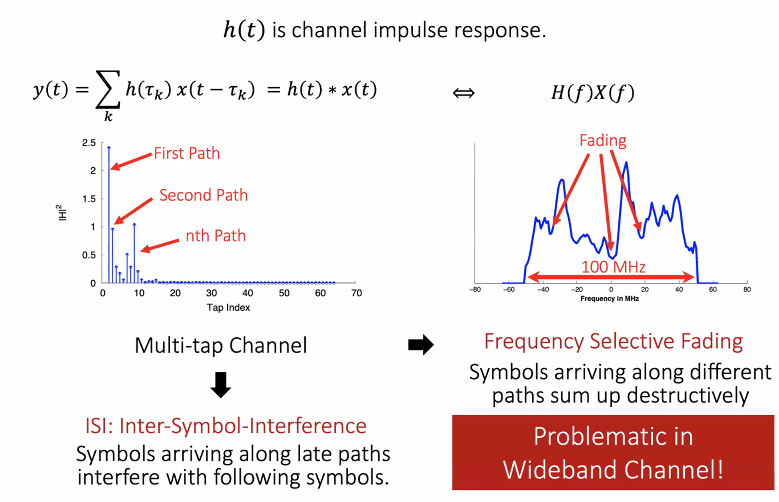 h(t) is channel impulse response.
y(t) = ∑ h(τₖ) x(t − τₖ) = h(t) ∗ x(t) ⇔ H(f)X(f)
k
2.5
2
1.5
1
0.5
0
|H|²
First Path
Second Path
nth Path
0 10 20 30 40 50 60 70
Tap Index
Fading
100 MHz
−80 −60 −40 −20 0 20 40 60 80
Frequency in MHz
Multi-tap Channel
Frequency Selective Fading
Symbols arriving along different
paths sum up destructively
ISI: Inter-Symbol-Interference
Symbols arriving along late paths
interfere with following symbols.
Problematic in
Wideband Channel!